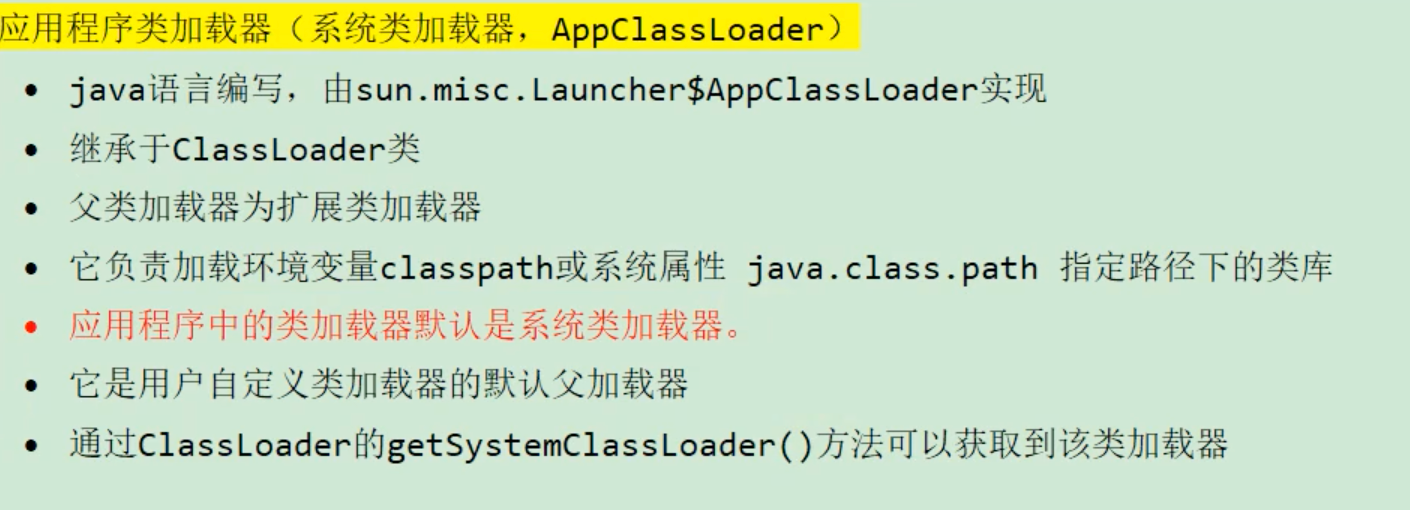 应用程序类加载器（系统类加载器，AppClassLoader）
• java语言编写，由sun.misc.Launcher$AppClassLoader实现
• 继承于ClassLoader类
• 父类加载器为扩展类加载器
• 它负责加载环境变量classpath或系统属性 java.class.path 指定路径下的类库
• 应用程序中的类加载器默认是系统类加载器。
• 它是用户自定义类加载器的默认父加载器
• 通过ClassLoader的getSystemClassLoader()方法可以获取到该类加载器